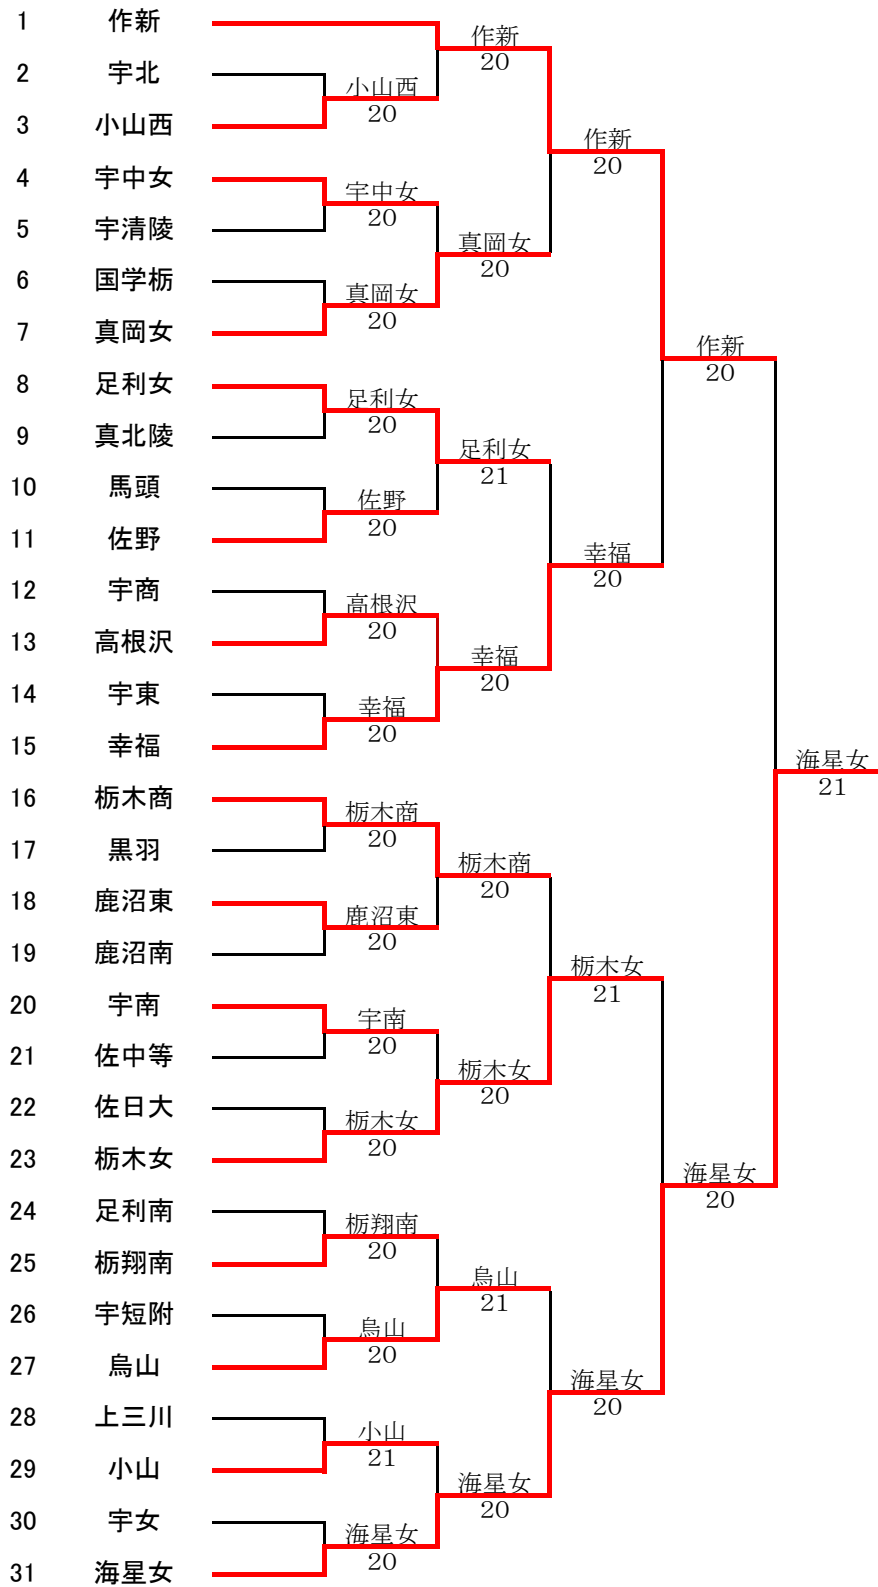 1 作新
作新
20
2 宇北
小山西
20
3 小山西
作新
20
4 宇中女
宇中女
20
5 宇清陵
真岡女
20
6 国学栃
真岡女
20
7 真岡女
作新
20
8 足利女
足利女
20
9 真北陵
足利女
21
10 馬頭
佐野
20
11 佐野
幸福
20
12 宇商
高根沢
20
13 高根沢
幸福
20
14 宇東
幸福
20
15 幸福
海星女
21
16 栃木商
栃木商
20
17 黒羽
栃木商
20
18 鹿沼東
鹿沼東
20
19 鹿沼南
栃木女
21
20 宇南
宇南
20
21 佐中等
栃木女
20
22 佐日大
栃木女
20
23 栃木女
海星女
20
24 足利南
栃翔南
20
25 栃翔南
烏山
21
26 宇短附
烏山
20
27 烏山
海星女
20
28 上三川
小山
21
29 小山
海星女
20
30 宇女
海星女
20
31 海星女